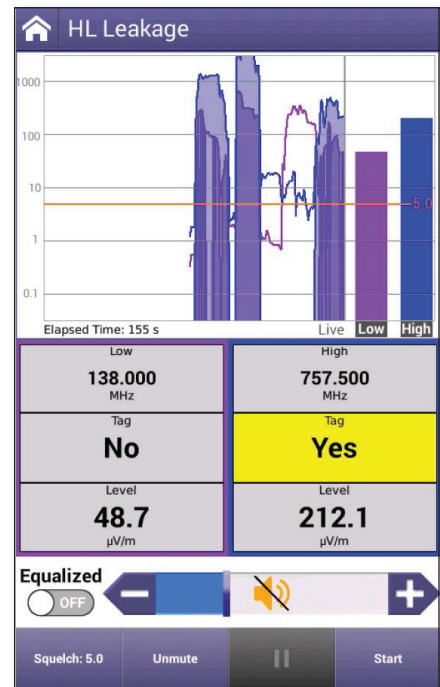 HL Leakage
1000
100
10
1
0.1
5.0
Elapsed Time: 155 s
Live
Low
High
Low
138.000
MHz
High
757.500
MHz
Tag
No
Tag
Yes
Level
48.7
µV/m
Level
212.1
µV/m
Equalized
OFF
Squelch: 5.0
Unmute
Start